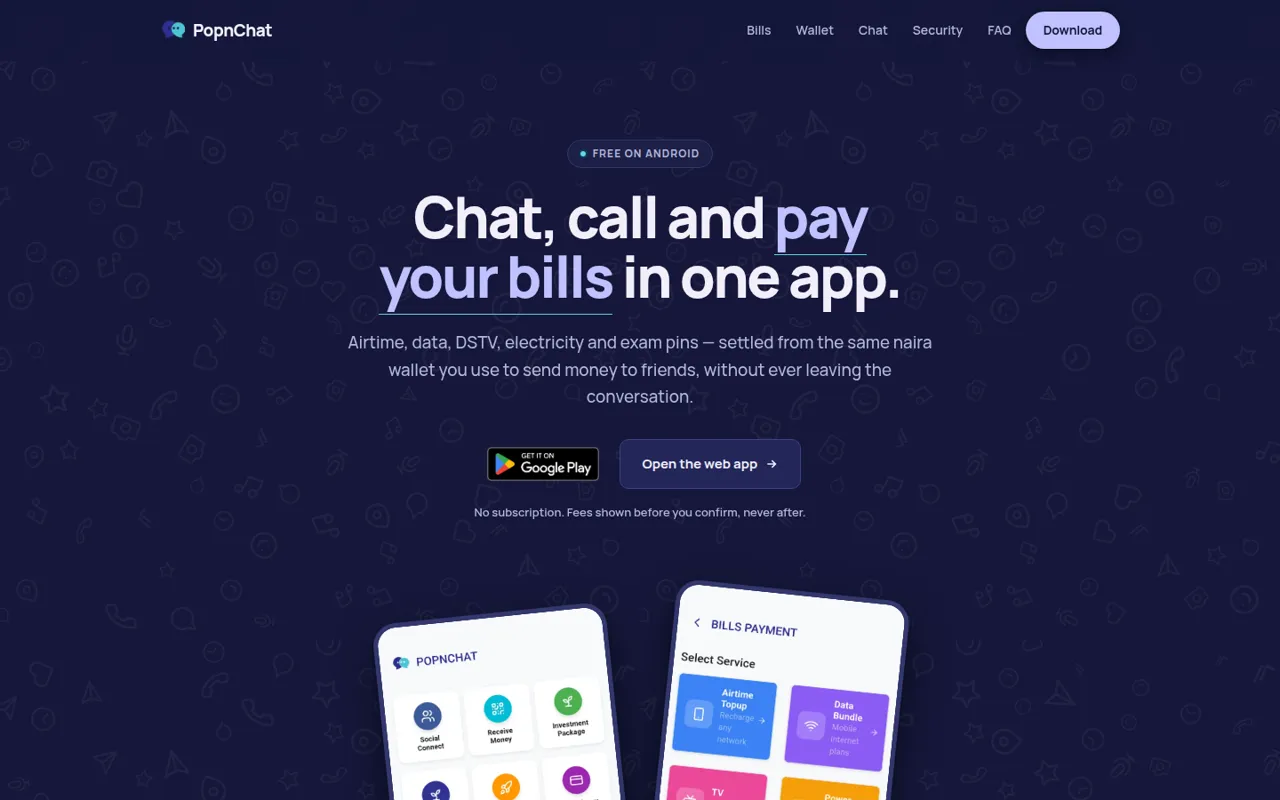 PopnChat
Bills
Wallet
Chat
Security
FAQ
Download
FREE ON ANDROID
Chat, call and pay
your bills in one app.
Airtime, data, DSTV, electricity and exam pins — settled from the same naira
wallet you use to send money to friends, without ever leaving the
conversation.
GET IT ON
Google Play
Open the web app →
No subscription. Fees shown before you confirm, never after.
POPNCHAT
Social
Connect
Receive
Money
Investment
Package
BILLS PAYMENT
Select Service
Airtime
Topup
Recharge
any
network
Data
Bundle
Mobile
internet
plans
TV
Power